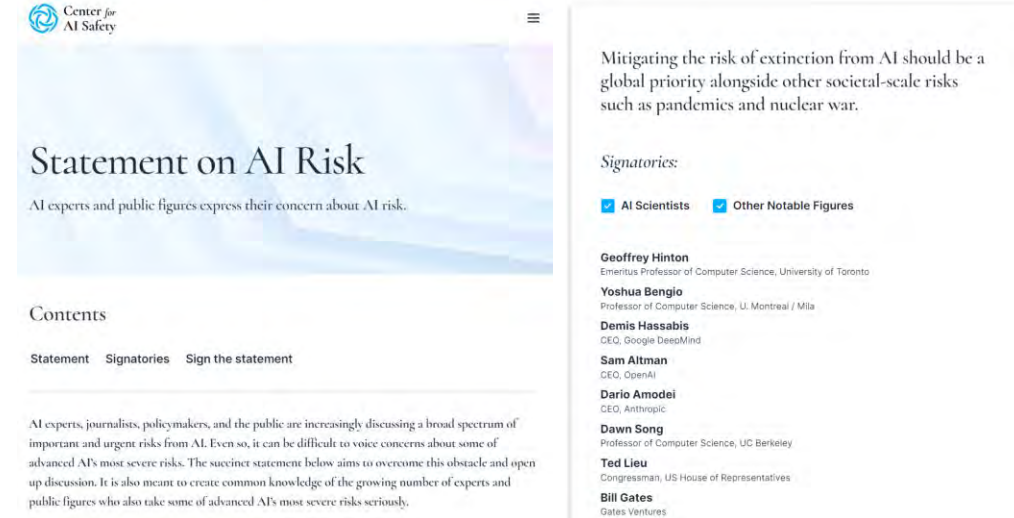 Center for
AI Safety
Statement on AI Risk
AI experts and public figures express their concern about AI risk.
Contents
Statement Signatories Sign the statement
AI experts, journalists, policymakers, and the public are increasingly discussing a broad spectrum of
important and urgent risks from AI. Even so, it can be difficult to voice concerns about some of
advanced AI's most severe risks. The succinct statement below aims to overcome this obstacle and open
up discussion. It is also meant to create common knowledge of the growing number of experts and
public figures who also take some of advanced AI's most severe risks seriously.
Mitigating the risk of extinction from AI should be a
global priority alongside other societal-scale risks
such as pandemics and nuclear war.
Signatories:
AI Scientists Other Notable Figures
Geoffrey Hinton
Emeritus Professor of Computer Science, University of Toronto
Yoshua Bengio
Professor of Computer Science, U. Montreal / Mila
Demis Hassabis
CEO, Google DeepMind
Sam Altman
CEO, OpenAI
Dario Amodei
CEO, Anthropic
Dawn Song
Professor of Computer Science, UC Berkeley
Ted Lieu
Congressman, US House of Representatives
Bill Gates
Gates Ventures